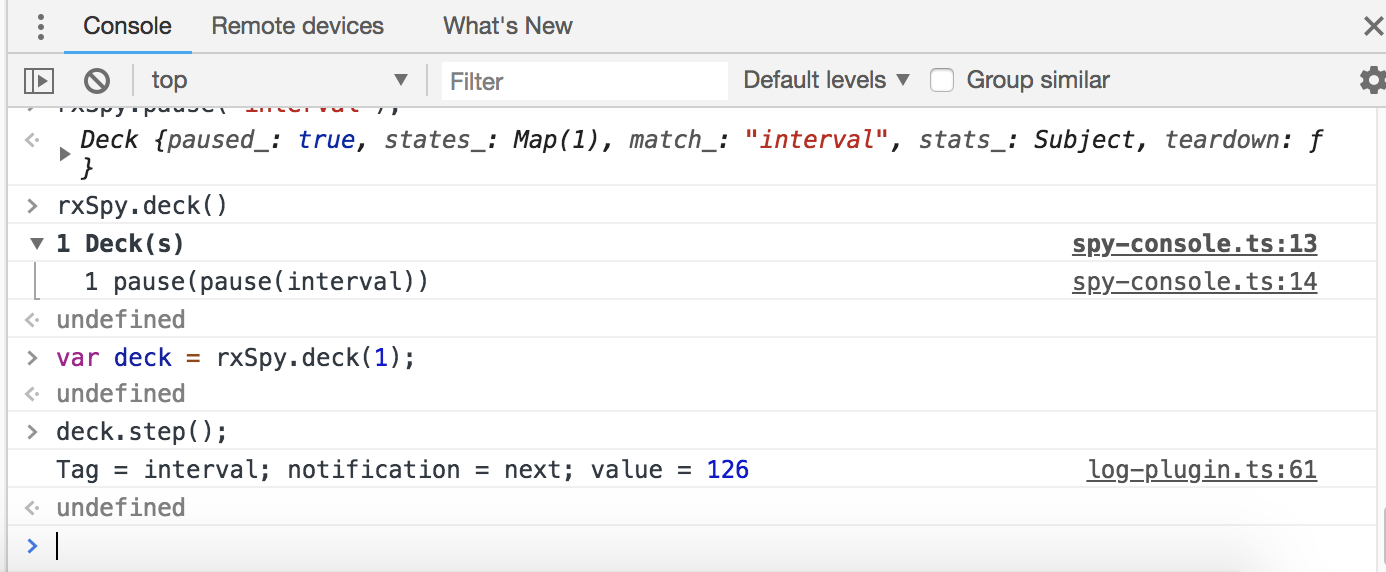 Console Remote devices What's New
top Filter Default levels Group similar
rxSpy.pause("interval");
Deck {paused_: true, states_: Map(1), match_: "interval", stats_: Subject, teardown: ƒ
}
rxSpy.deck()
1 Deck(s) spy-console.ts:13
1 pause(pause(interval)) spy-console.ts:14
undefined
var deck = rxSpy.deck(1);
undefined
deck.step();
Tag = interval; notification = next; value = 126 log-plugin.ts:61
undefined